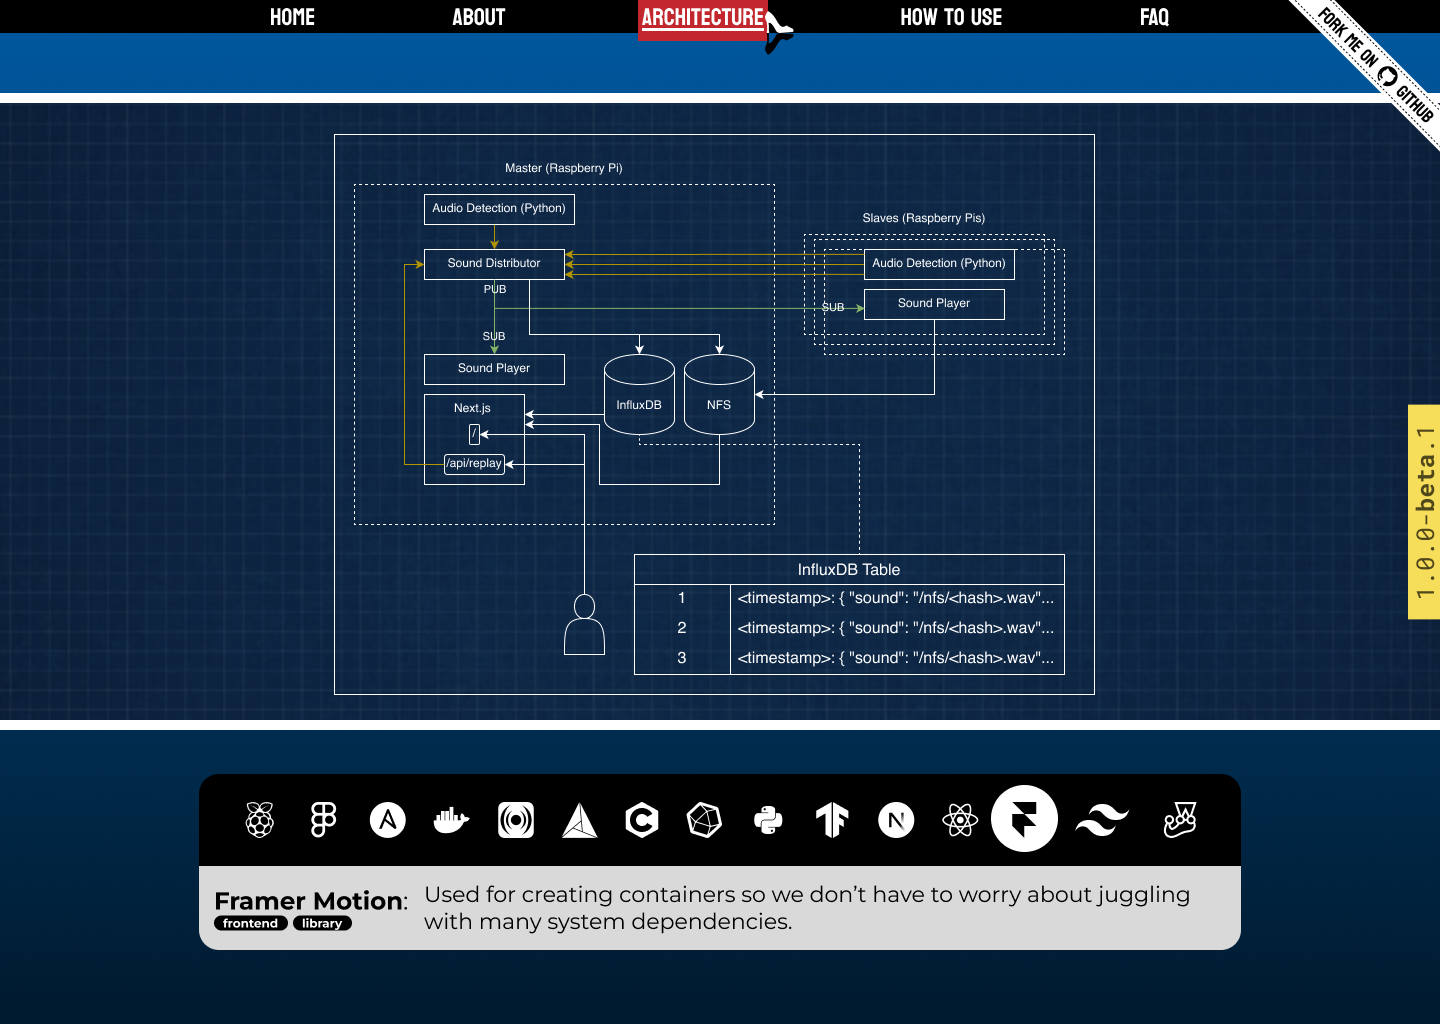 HOME
ABOUT
ARCHITECTURE
HOW TO USE
FAQ
FORK ME ON GITHUB
Master (Raspberry Pi)
Audio Detection (Python)
Slaves (Raspberry Pis)
Sound Distributor
Audio Detection (Python)
PUB
Sound Player
SUB
SUB
Sound Player
InfluxDB
NFS
Next.js
/
/api/replay
1.0.0-beta.1
InfluxDB Table
1
<timestamp>: { "sound": "/nfs/<hash>.wav"...
2
<timestamp>: { "sound": "/nfs/<hash>.wav"...
3
<timestamp>: { "sound": "/nfs/<hash>.wav"...
Framer Motion:
frontend
library
Used for creating containers so we don’t have to worry about juggling
with many system dependencies.